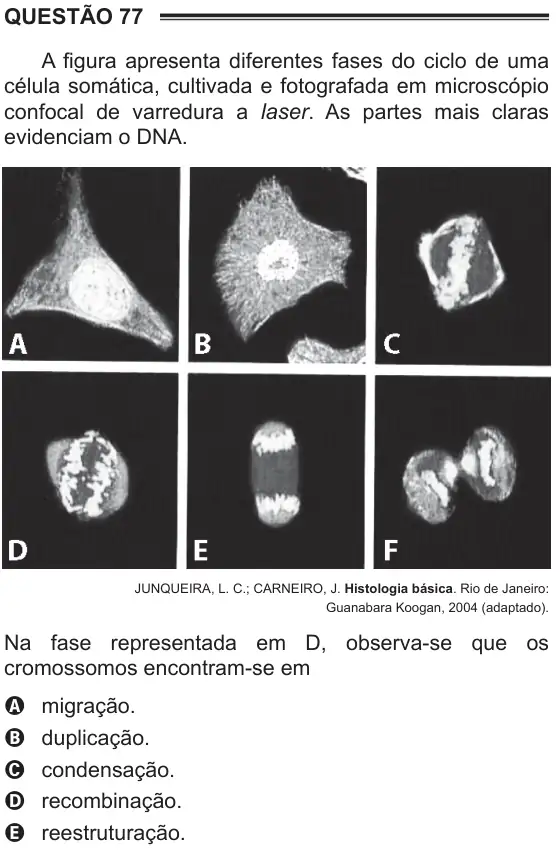 QUESTÃO 77
A figura apresenta diferentes fases do ciclo de uma
célula somática, cultivada e fotografada em microscópio
confocal de varredura a laser. As partes mais claras
evidenciam o DNA.
A
B
C
D
E
F
JUNQUEIRA, L. C.; CARNEIRO, J. Histologia básica. Rio de Janeiro:
Guanabara Koogan, 2004 (adaptado).
Na fase representada em D, observa-se que os
cromossomos encontram-se em
A migração.
B duplicação.
C condensação.
D recombinação.
E reestruturação.